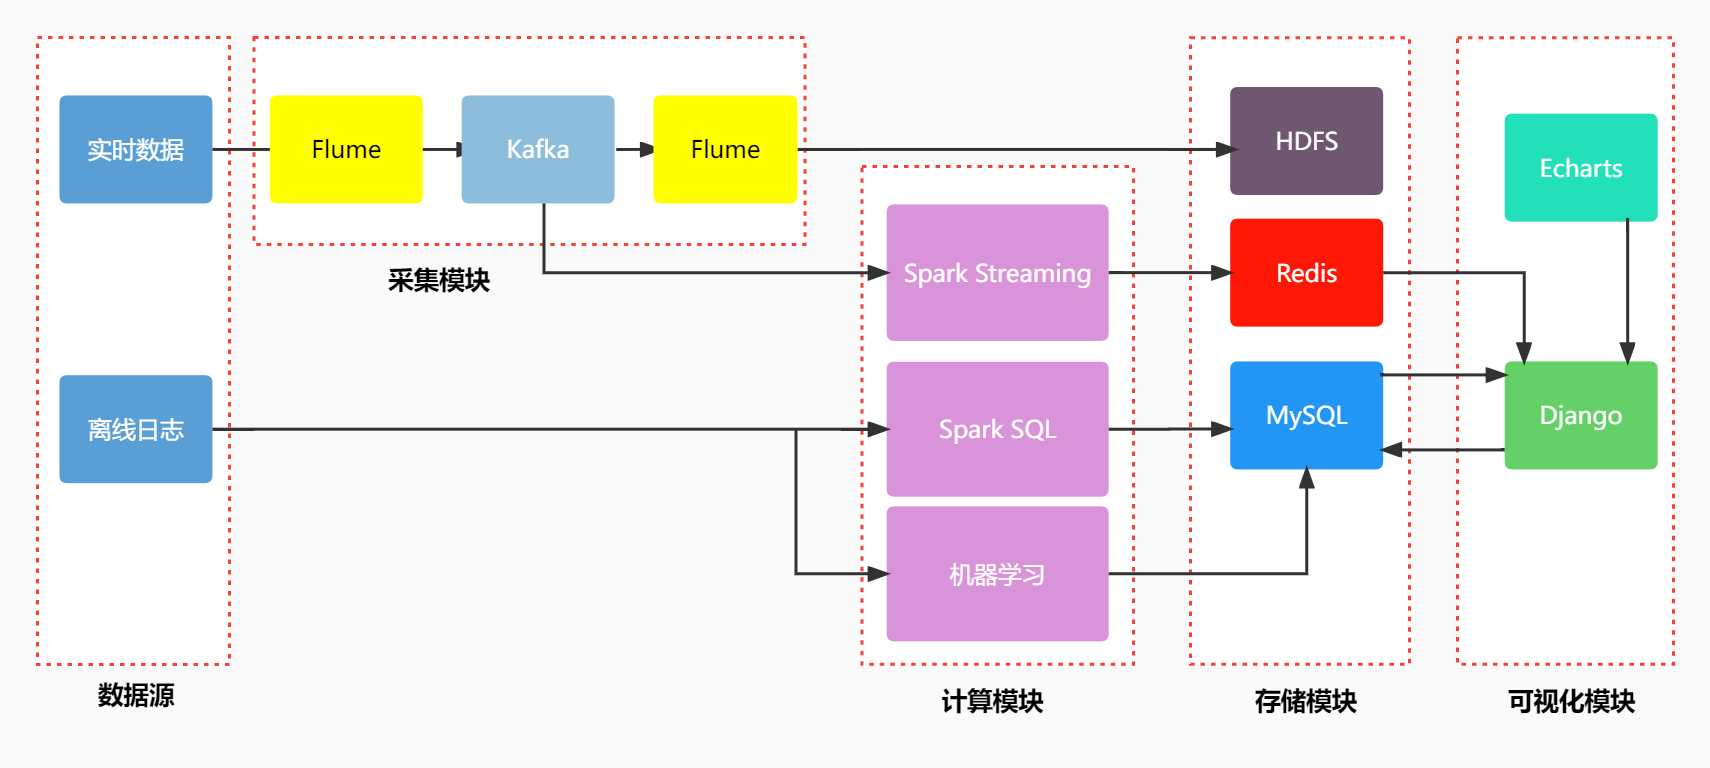 实时数据
Flume
Kafka
Flume
HDFS
Echarts
采集模块
Spark Streaming
Redis
离线日志
Spark SQL
MySQL
Django
机器学习
数据源
计算模块
存储模块
可视化模块